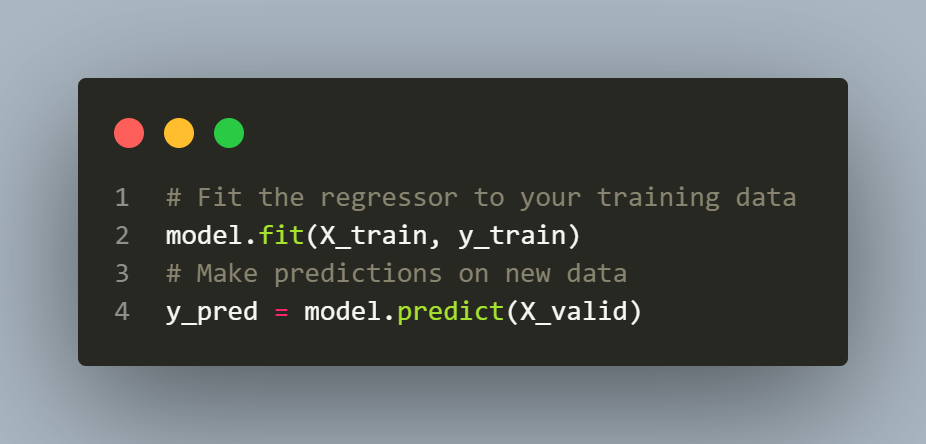 1 # Fit the regressor to your training data
2 model.fit(X_train, y_train)
3 # Make predictions on new data
4 y_pred = model.predict(X_valid)